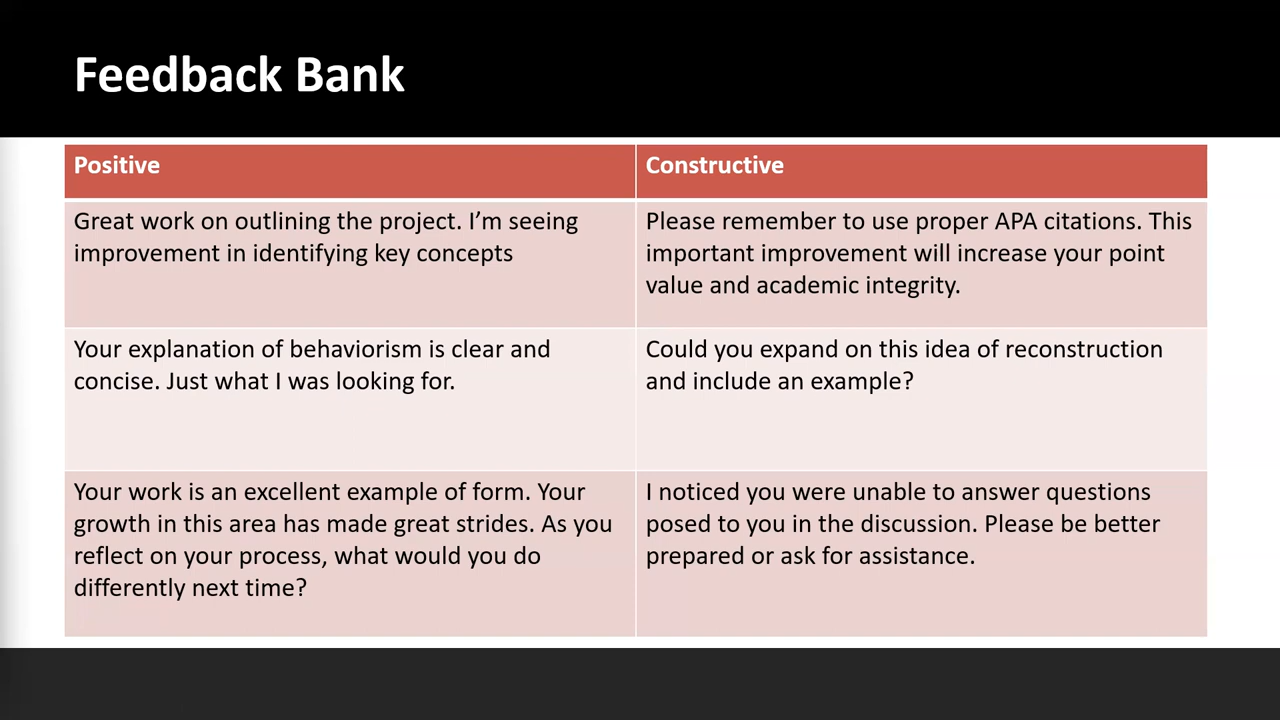 Feedback Bank
Positive
Constructive
Great work on outlining the project. I’m seeing
improvement in identifying key concepts
Please remember to use proper APA citations. This
important improvement will increase your point
value and academic integrity.
Your explanation of behaviorism is clear and
concise. Just what I was looking for.
Could you expand on this idea of reconstruction
and include an example?
Your work is an excellent example of form. Your
growth in this area has made great strides. As you
reflect on your process, what would you do
differently next time?
I noticed you were unable to answer questions
posed to you in the discussion. Please be better
prepared or ask for assistance.